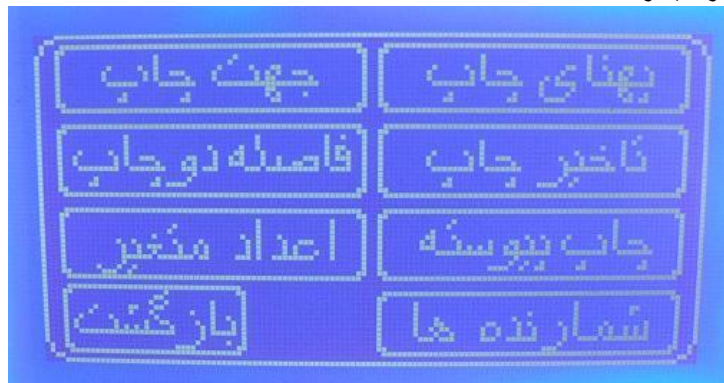 پهنای چاپ
جهت چاپ
تاخیر چاپ
فاصله دو چاپ
چاپ پیوسته
اعداد متغیر
شمارنده ها
بازگشت